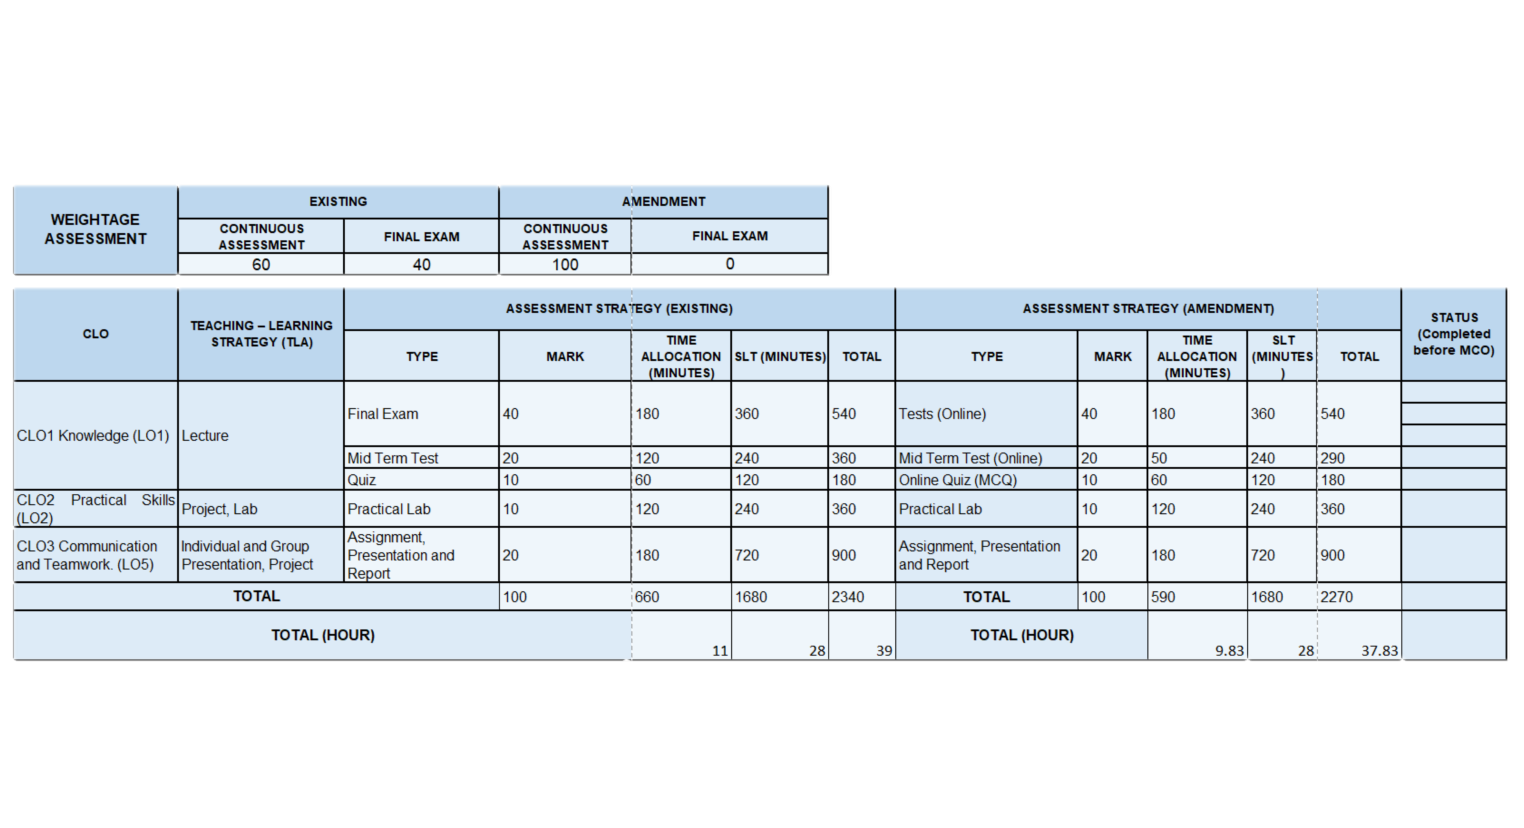 WEIGHTAGE
ASSESSMENT
EXISTING
AMENDMENT
CONTINUOUS
ASSESSMENT
FINAL EXAM
CONTINUOUS
ASSESSMENT
FINAL EXAM
60
40
100
0
CLO
TEACHING – LEARNING
STRATEGY (TLA)
ASSESSMENT STRATEGY (EXISTING)
ASSESSMENT STRATEGY (AMENDMENT)
STATUS
(Completed
before MCO)
TYPE
MARK
TIME
ALLOCATION
(MINUTES)
SLT (MINUTES)
TOTAL
TYPE
MARK
TIME
ALLOCATION
(MINUTES)
SLT
(MINUTES
)
TOTAL
CLO1 Knowledge (LO1)
Lecture
Final Exam
40
180
360
540
Tests (Online)
40
180
360
540
Mid Term Test
20
120
240
360
Mid Term Test (Online)
20
50
240
290
Quiz
10
60
120
180
Online Quiz (MCQ)
10
60
120
180
CLO2 Practical Skills
(LO2)
Project, Lab
Practical Lab
10
120
240
360
Practical Lab
10
120
240
360
CLO3 Communication
and Teamwork. (LO5)
Individual and Group
Presentation, Project
Assignment,
Presentation and
Report
20
180
720
900
Assignment, Presentation
and Report
20
180
720
900
TOTAL
100
660
1680
2340
TOTAL
100
590
1680
2270
TOTAL (HOUR)
11
28
39
TOTAL (HOUR)
9.83
28
37.83